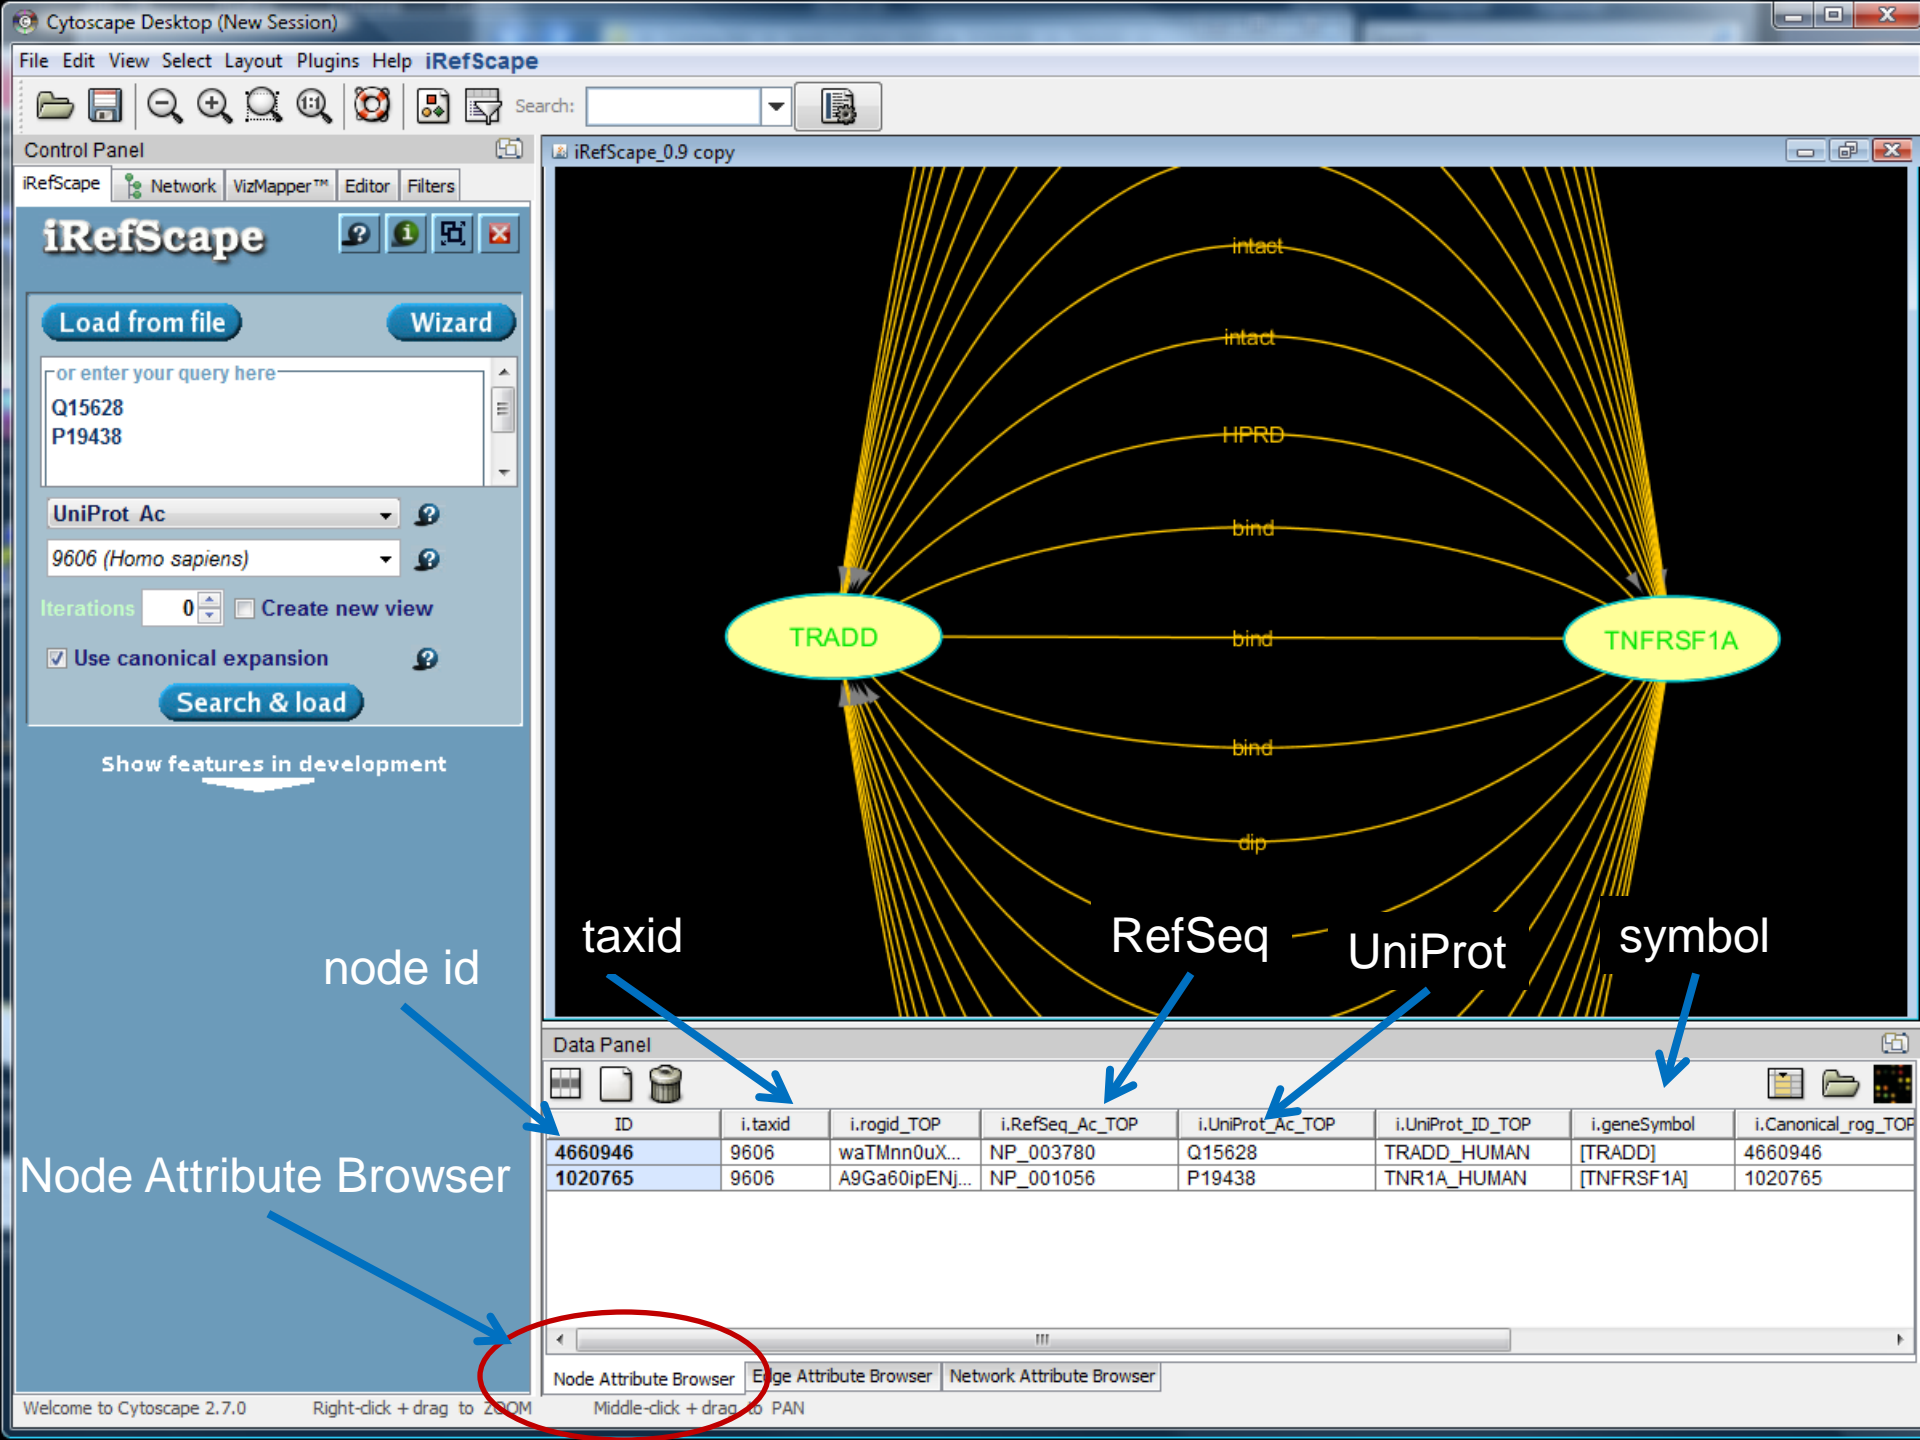 Cytoscape Desktop (New Session)
File Edit View Select Layout Plugins Help iRefScape
Search:
Control Panel
iRefScape Network VizMapper™ Editor Filters
iRefScape
Load from file Wizard
or enter your query here
Q15628
P19438
UniProt Ac
9606 (Homo sapiens)
Iterations 0 Create new view
Use canonical expansion
Search & load
Show features in development
iRefScape_0.9 copy
intact
intact
HPRD
bind
TRADD bind TNFRSF1A
bind
dip
node id taxid RefSeq UniProt symbol
Data Panel
ID i.taxid i.rogid_TOP i.RefSeq_Ac_TOP i.UniProt_Ac_TOP i.UniProt_ID_TOP i.geneSymbol i.Canonical_rog_TOP
4660946 9606 waTMnn0uX... NP_003780 Q15628 TRADD_HUMAN [TRADD] 4660946
1020765 9606 A9Ga60ipENj... NP_001056 P19438 TNR1A_HUMAN [TNFRSF1A] 1020765
Node Attribute Browser
Node Attribute Browser Edge Attribute Browser Network Attribute Browser
Welcome to Cytoscape 2.7.0 Right-click + drag to ZOOM Middle-click + drag to PAN